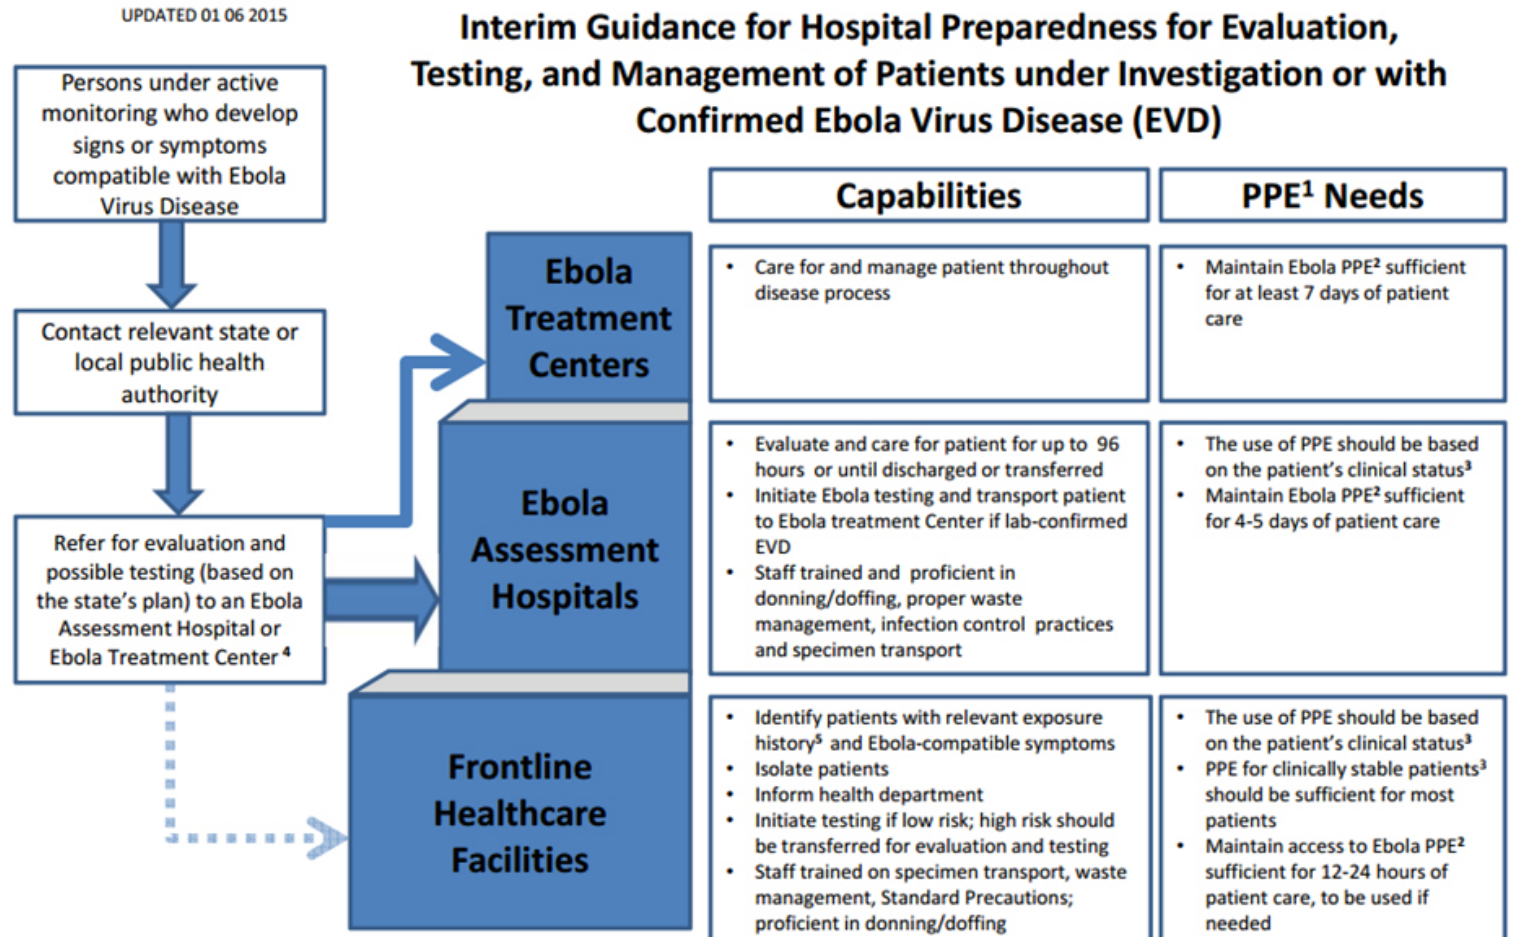 UPDATED 01 06 2015
Interim Guidance for Hospital Preparedness for Evaluation,
Testing, and Management of Patients under Investigation or with
Confirmed Ebola Virus Disease (EVD)
Persons under active
monitoring who develop
signs or symptoms
compatible with Ebola
Virus Disease
Contact relevant state or
local public health
authority
Refer for evaluation and
possible testing (based on
the state's plan) to an Ebola
Assessment Hospital or
Ebola Treatment Center ⁴
Capabilities
PPE¹ Needs
Ebola
Treatment
Centers
• Care for and manage patient throughout
disease process
• Maintain Ebola PPE² sufficient
for at least 7 days of patient
care
Ebola
Assessment
Hospitals
• Evaluate and care for patient for up to 96
hours or until discharged or transferred
• Initiate Ebola testing and transport patient
to Ebola treatment Center if lab-confirmed
EVD
• Staff trained and proficient in
donning/doffing, proper waste
management, infection control practices
and specimen transport
• The use of PPE should be based
on the patient's clinical status³
• Maintain Ebola PPE² sufficient
for 4-5 days of patient care
Frontline
Healthcare
Facilities
• Identify patients with relevant exposure
history⁵ and Ebola-compatible symptoms
• Isolate patients
• Inform health department
• Initiate testing if low risk; high risk should
be transferred for evaluation and testing
• Staff trained on specimen transport, waste
management, Standard Precautions;
proficient in donning/doffing
• The use of PPE should be based
on the patient's clinical status³
• PPE for clinically stable patients³
should be sufficient for most
patients
• Maintain access to Ebola PPE²
sufficient for 12-24 hours of
patient care, to be used if
needed